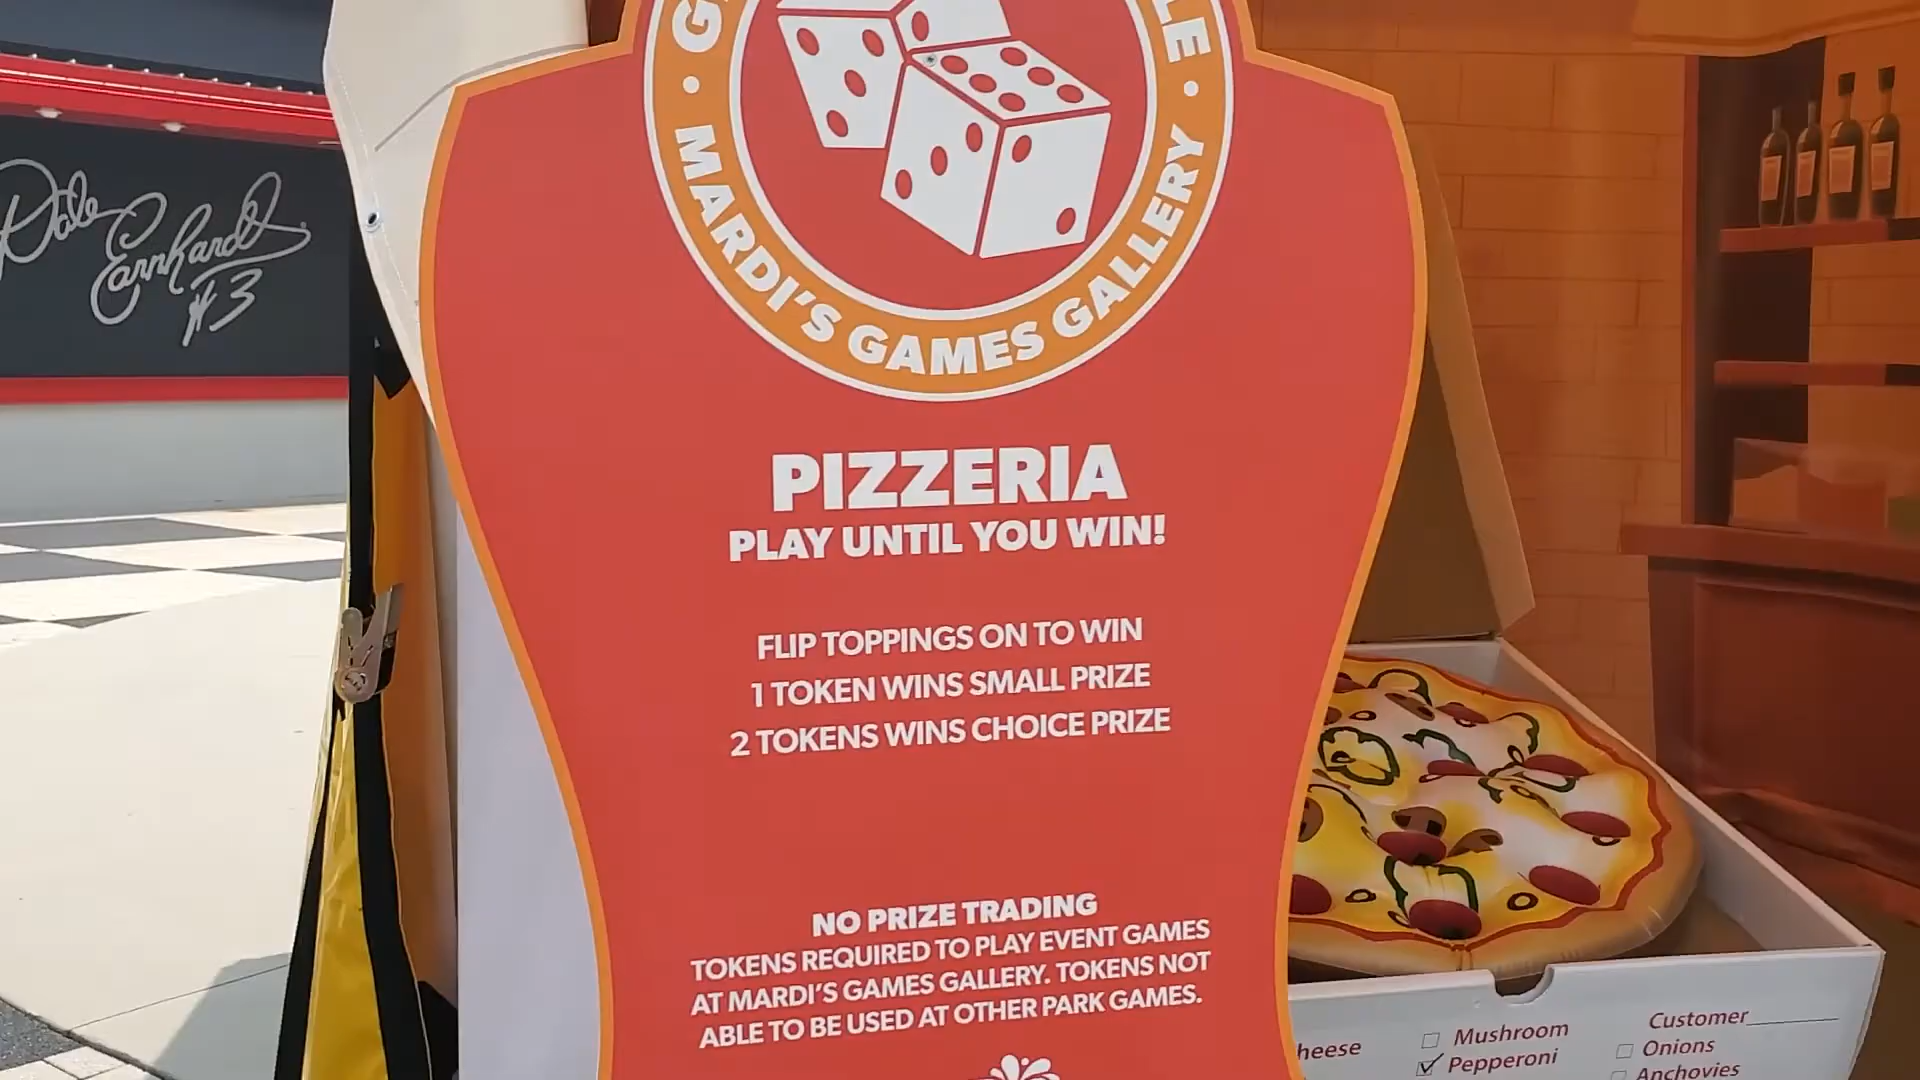 MARDI'S GAMES GALLERY
Dale
Earnhardt
#3
PIZZERIA
PLAY UNTIL YOU WIN!
FLIP TOPPINGS ON TO WIN
1 TOKEN WINS SMALL PRIZE
2 TOKENS WINS CHOICE PRIZE
NO PRIZE TRADING
TOKENS REQUIRED TO PLAY EVENT GAMES
AT MARDI'S GAMES GALLERY. TOKENS NOT
ABLE TO BE USED AT OTHER PARK GAMES.
Customer
Mushroom
Onions
Pepperoni
Anchovies